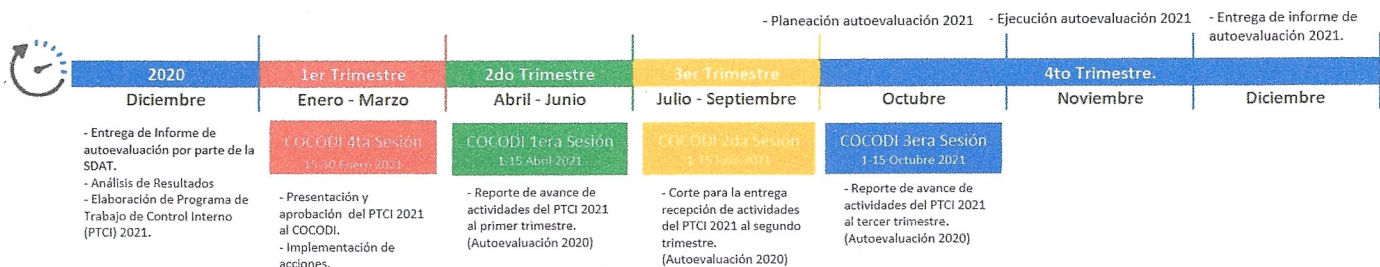 - Planeación autoevaluación 2021
- Ejecución autoevaluación 2021
- Entrega de informe de
autoevaluación 2021.
2020
1er Trimestre
2do Trimestre
3er Trimestre
4to Trimestre.
Diciembre
Enero - Marzo
Abril - Junio
Julio - Septiembre
Octubre
Noviembre
Diciembre
- Entrega de Informe de
autoevaluación por parte de la
SDAT.
- Análisis de Resultados
- Elaboración de Programa de
Trabajo de Control Interno
(PTCI) 2021.
COCODI 4ta Sesión
15-30 Enero 2021
- Presentación y
aprobación del PTCI 2021
al COCODI.
- Implementación de
acciones.
COCODI 1era Sesión
1-15 Abril 2021
- Reporte de avance de
actividades del PTCI 2021
al primer trimestre.
(Autoevaluación 2020)
COCODI 2da Sesión
1-15 Julio 2021
- Corte para la entrega
recepción de actividades
del PTCI 2021 al segundo
trimestre.
(Autoevaluación 2020)
COCODI 3era Sesión
1-15 Octubre 2021
- Reporte de avance de
actividades del PTCI 2021
al tercer trimestre.
(Autoevaluación 2020)